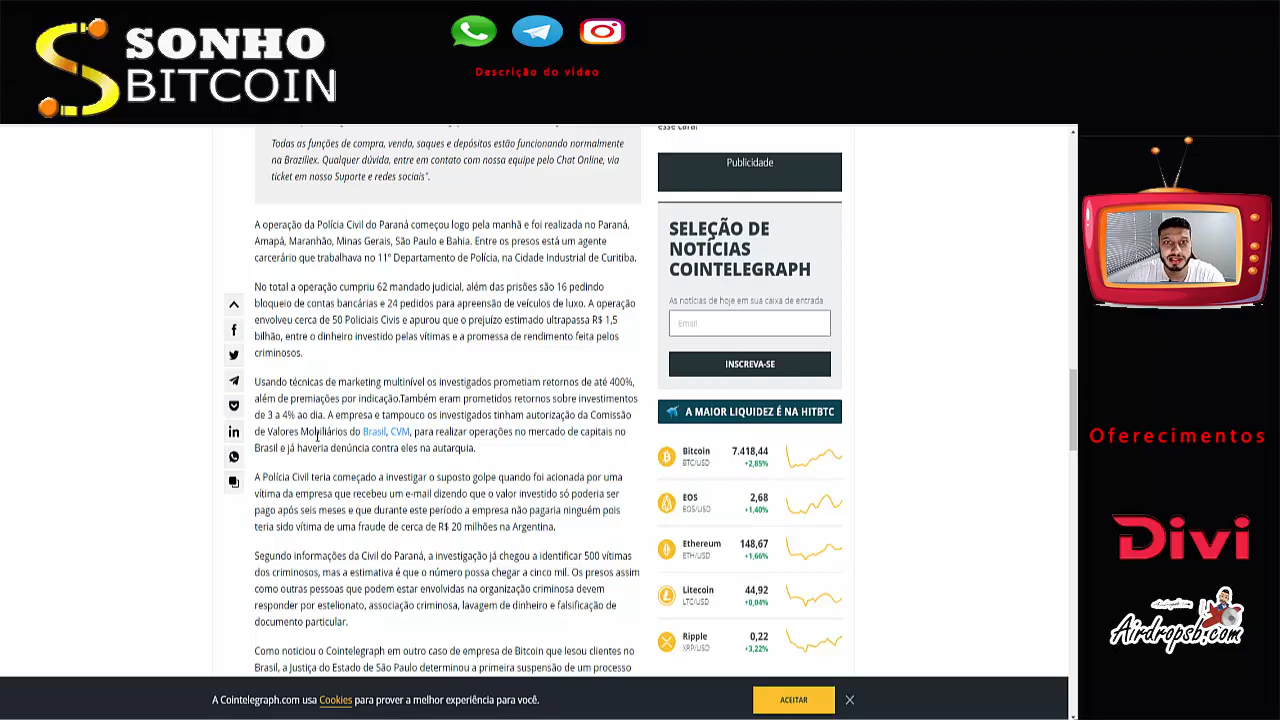 SONHO
BITCOIN
Descrição do vídeo
Todas as funções de compra, venda, saques e depósitos estão funcionando normalmente
na Braziliex. Qualquer dúvida, entre em contato com nossa equipe pelo Chat Online, via
ticket em nosso Suporte e redes sociais".
A operação da Polícia Civil do Paraná começou logo pela manhã e foi realizada no Paraná,
Amapá, Maranhão, Minas Gerais, São Paulo e Bahia. Entre os presos está um agente
carcerário que trabalhava no 11º Departamento de Polícia, na Cidade Industrial de Curitiba.
No total a operação cumpriu 62 mandado judicial, além das prisões são 16 pedindo
bloqueio de contas bancárias e 24 pedidos para apreensão de veículos de luxo. A operação
envolveu cerca de 50 Policiais Civis e apurou que o prejuízo estimado ultrapassa R$ 1,5
bilhão, entre o dinheiro investido pelas vítimas e a promessa de rendimento feita pelos
criminosos.
Usando técnicas de marketing multinível os investigados prometiam retornos de até 400%,
além de premiações por indicação.Também eram prometidos retornos sobre investimentos
de 3 a 4% ao dia. A empresa e tampouco os investigados tinham autorização da Comissão
de Valores Mobiliários do Brasil, CVM, para realizar operações no mercado de capitais no
Brasil e já haveria denúncia contra eles na autarquia.
A Polícia Civil teria começado a investigar o suposto golpe quando foi acionada por uma
vítima da empresa que recebeu um e-mail dizendo que o valor investido só poderia ser
pago após seis meses e que durante este período a empresa não pagaria ninguém pois
teria sido vítima de uma fraude de cerca de R$ 20 milhões na Argentina.
Segundo informações da Civil do Paraná, a investigação já chegou a identificar 500 vítimas
dos criminosos, mas a estimativa é que o número possa chegar a cinco mil. Os presos assim
como outras pessoas que podem estar envolvidas na organização criminosa devem
responder por estelionato, associação criminosa, lavagem de dinheiro e falsificação de
documento particular.
Como noticiou o Cointelegraph em outro caso de empresa de Bitcoin que lesou clientes no
Brasil, a Justiça do Estado de São Paulo determinou a primeira suspensão de um processo
esse cara!
Publicidade
SELEÇÃO DE
NOTÍCIAS
COINTELEGRAPH
As notícias de hoje em sua caixa de entrada
Email
INSCREVA-SE
A MAIOR LIQUIDEZ É NA HITBTC
Bitcoin 7.418,44
BTC/USD +2,85%
EOS 2,68
EOS/USD +1,40%
Ethereum 148,67
ETH/USD +1,66%
Litecoin 44,92
LTC/USD +0,04%
Ripple 0,22
XRP/USD +3,22%
A Cointelegraph.com usa Cookies para prover a melhor experiência para você.
ACEITAR
Oferecimentos
Divi
Airdropsb.com